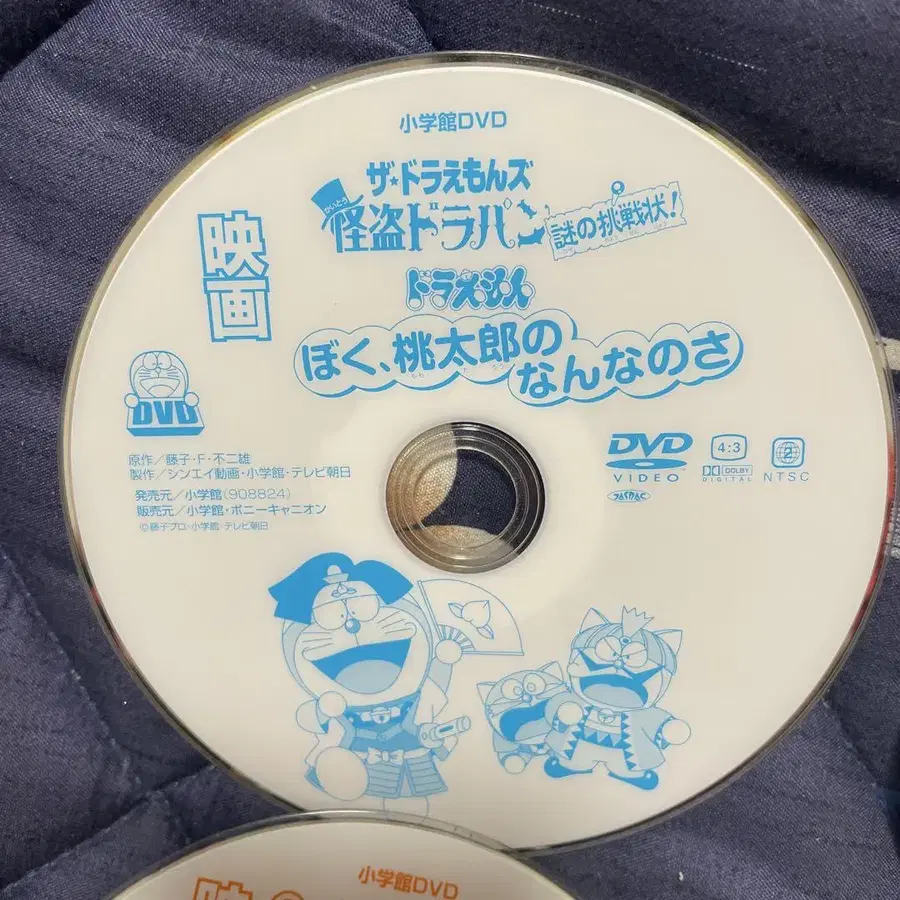 小学館DVD
ザ★ドラえもんズ
かいとう
怪盗ドラパン
謎の挑戦状!
映画
ドラえもん
ぼく、桃太郎の
なんなのさ
DVD
原作/藤子・F・不二雄
製作/シンエイ動画・小学館・テレビ朝日
発売元/小学館(908824)
販売元/小学館・ポニーキャニオン
©藤子プロ・小学館・テレビ朝日
DVD
VIDEO
4:3
DOLBY
DIGITAL
2
NTSC
小学館DVD
映